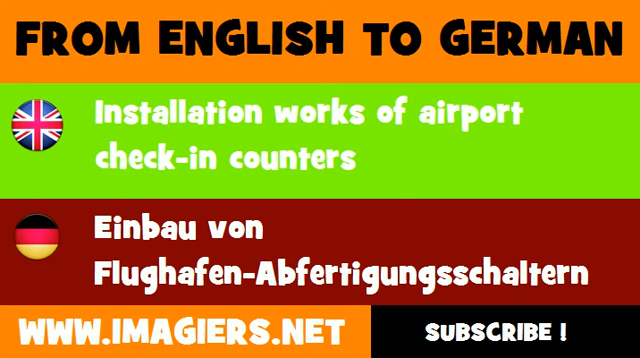 FROM ENGLISH TO GERMAN
Installation works of airport
check-in counters
Einbau von
Flughafen-Abfertigungsschaltern
WWW.IMAGIERS.NET
SUBSCRIBE !